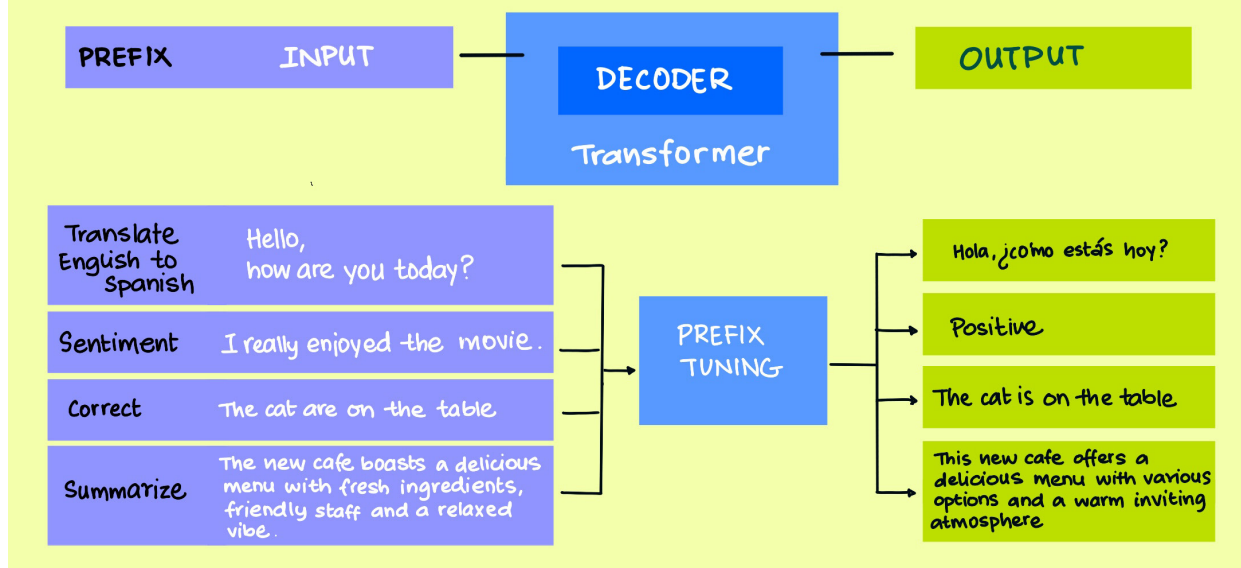 PREFIX INPUT
DECODER
Transformer
OUTPUT
Translate
English to
Spanish
Hello,
how are you today?
Sentiment
I really enjoyed the movie.
Correct
The cat are on the table
Summarize
The new cafe boasts a delicious
menu with fresh ingredients,
friendly staff and a relaxed
vibe.
PREFIX
TUNING
Hola, ¿cómo estás hoy?
Positive
The cat is on the table
This new cafe offers a
delicious menu with various
options and a warm inviting
atmosphere